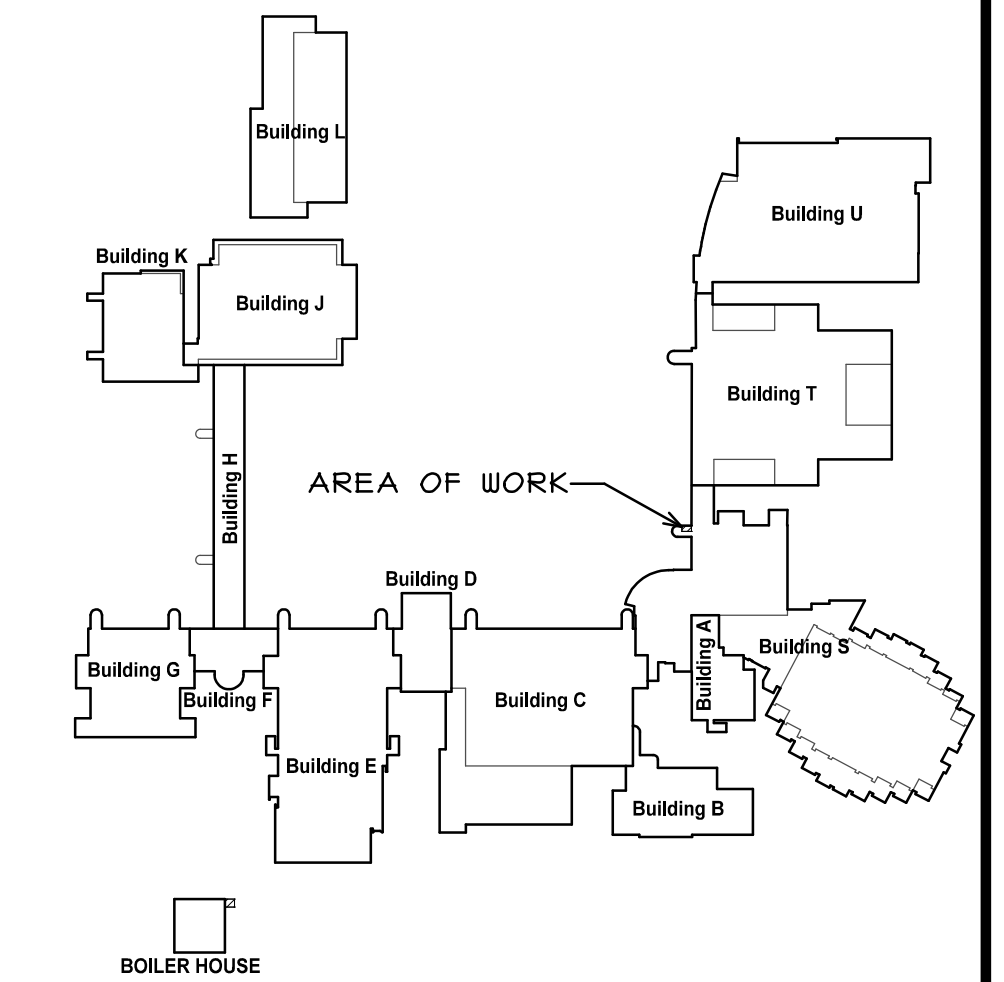 Building L
Building U
Building K
Building J
Building T
Building H
AREA OF WORK
Building D
Building A
Building S
Building G
Building F
Building C
Building E
Building B
BOILER HOUSE